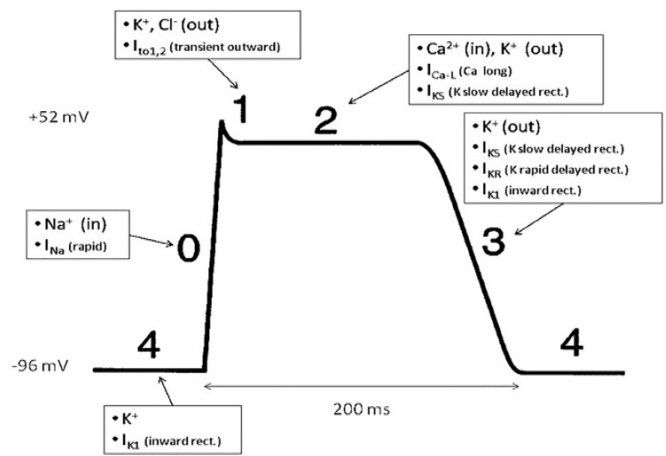 • K⁺, Cl⁻ (out)
• Ito1,2 (transient outward)
• Ca²⁺ (in), K⁺ (out)
• ICa-L (Ca long)
• IKS (K slow delayed rect.)
1
2
+52 mV
• K⁺ (out)
• IKS (K slow delayed rect.)
• IKR (K rapid delayed rect.)
• IK1 (inward rect.)
• Na⁺ (in)
• INa (rapid)
0
3
4
4
-96 mV
200 ms
• K⁺
• IK1 (inward rect.)